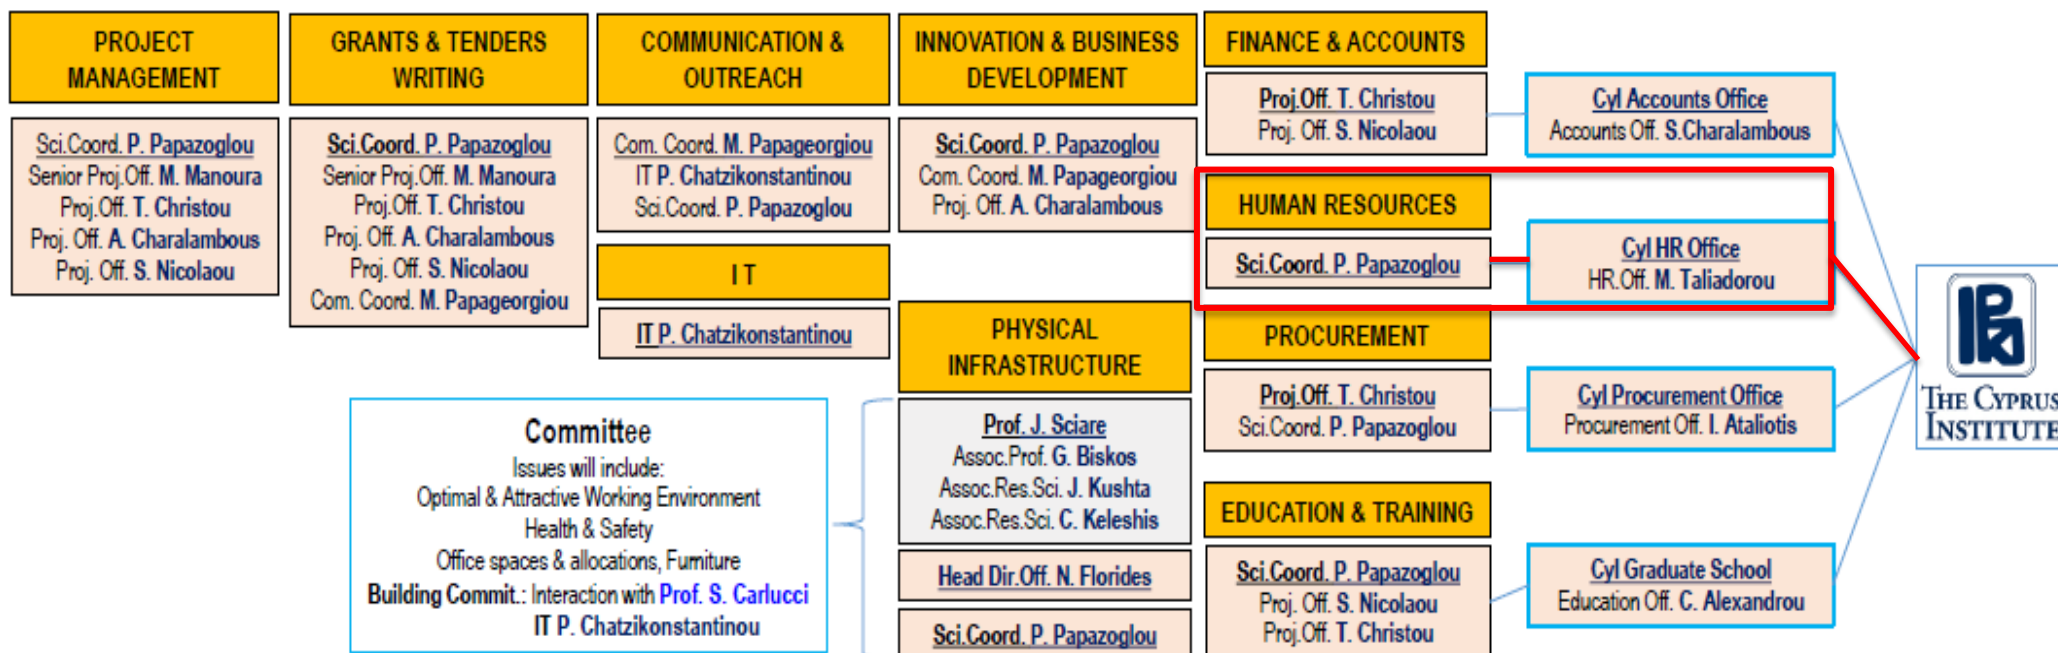 PROJECT
MANAGEMENT
Sci.Coord. P. Papazoglou
Senior Proj.Off. M. Manoura
Proj.Off. T. Christou
Proj. Off. A. Charalambous
Proj. Off. S. Nicolaou
GRANTS & TENDERS
WRITING
Sci.Coord. P. Papazoglou
Senior Proj.Off. M. Manoura
Proj.Off. T. Christou
Proj. Off. A. Charalambous
Proj. Off. S. Nicolaou
Com. Coord. M. Papageorgiou
COMMUNICATION &
OUTREACH
Com. Coord. M. Papageorgiou
IT P. Chatzikonstantinou
Sci.Coord. P. Papazoglou
I T
IT P. Chatzikonstantinou
INNOVATION & BUSINESS
DEVELOPMENT
Sci.Coord. P. Papazoglou
Com. Coord. M. Papageorgiou
Proj. Off. A. Charalambous
PHYSICAL
INFRASTRUCTURE
Prof. J. Sciare
Assoc.Prof. G. Biskos
Assoc.Res.Sci. J. Kushta
Assoc.Res.Sci. C. Keleshis
Head Dir.Off. N. Florides
Sci.Coord. P. Papazoglou
Committee
Issues will include:
Optimal & Attractive Working Environment
Health & Safety
Office spaces & allocations, Furniture
Building Commit.: Interaction with Prof. S. Carlucci
IT P. Chatzikonstantinou
FINANCE & ACCOUNTS
Proj.Off. T. Christou
Proj. Off. S. Nicolaou
CyI Accounts Office
Accounts Off. S.Charalambous
HUMAN RESOURCES
Sci.Coord. P. Papazoglou
CyI HR Office
HR.Off. M. Taliadorou
PROCUREMENT
Proj.Off. T. Christou
Sci.Coord. P. Papazoglou
CyI Procurement Office
Procurement Off. I. Ataliotis
EDUCATION & TRAINING
Sci.Coord. P. Papazoglou
Proj. Off. S. Nicolaou
Proj.Off. T. Christou
CyI Graduate School
Education Off. C. Alexandrou
THE CYPRUS
INSTITUTE